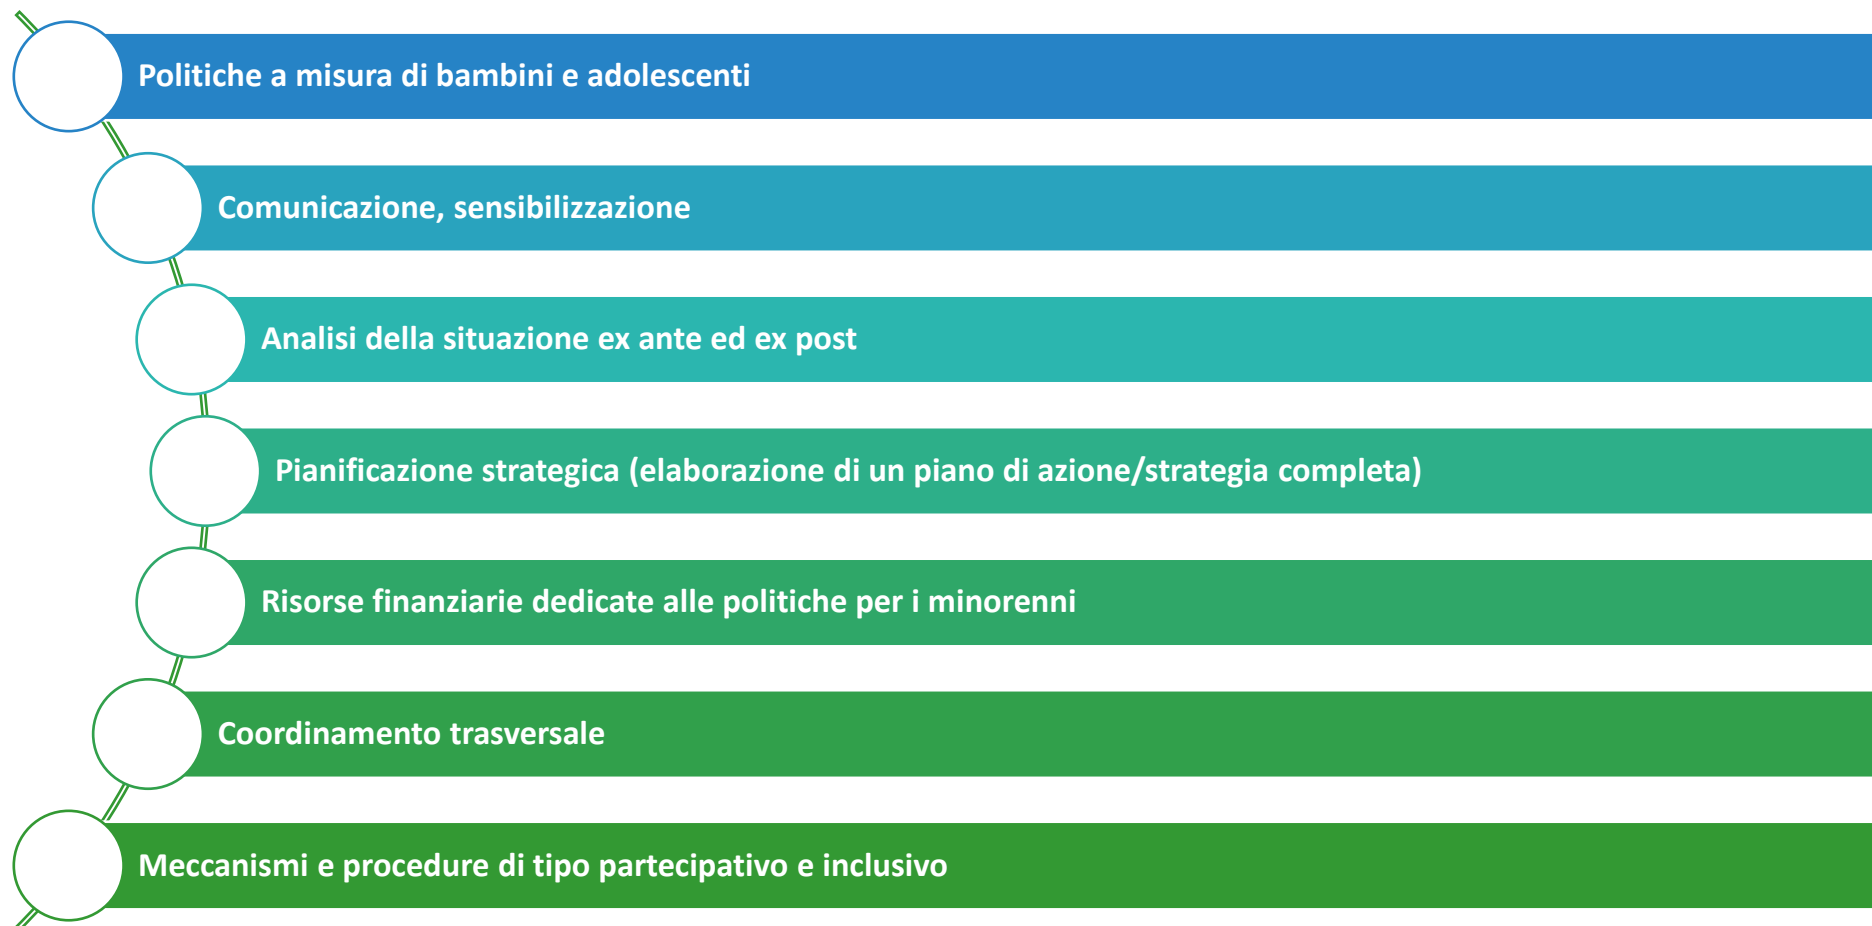 Politiche a misura di bambini e adolescenti
Comunicazione, sensibilizzazione
Analisi della situazione ex ante ed ex post
Pianificazione strategica (elaborazione di un piano di azione/strategia completa)
Risorse finanziarie dedicate alle politiche per i minorenni
Coordinamento trasversale
Meccanismi e procedure di tipo partecipativo e inclusivo